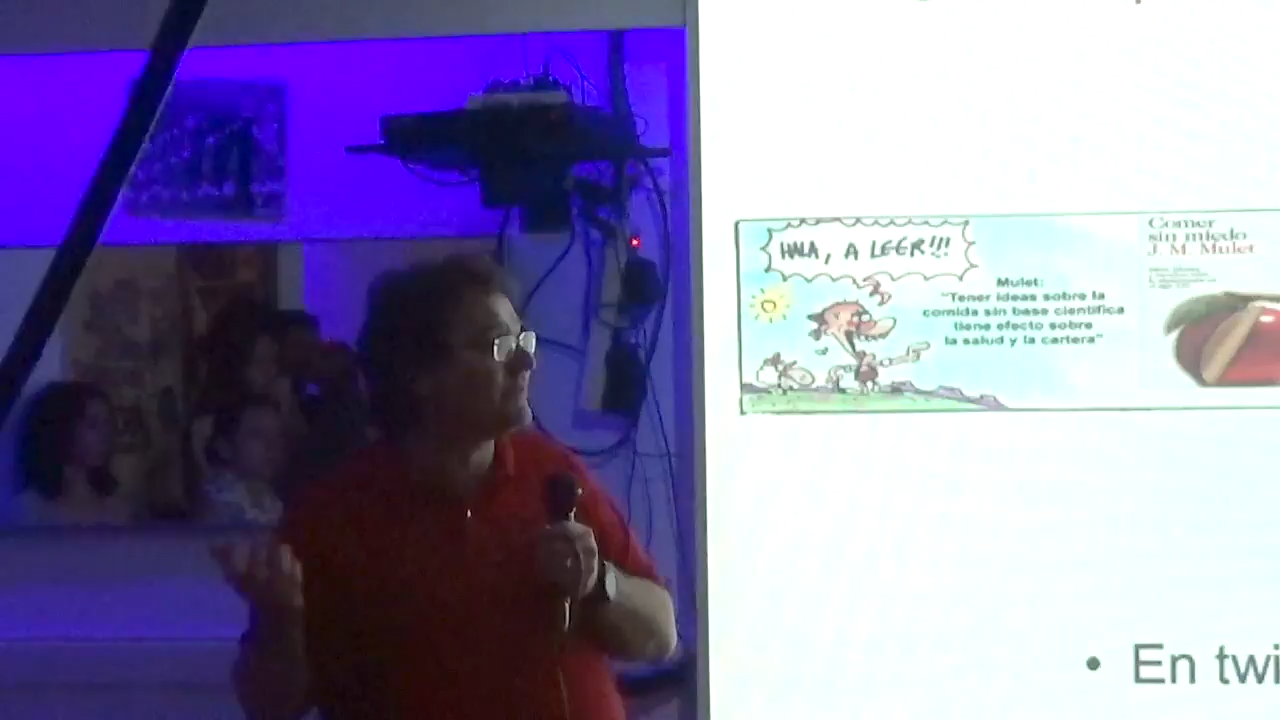 HALA, A LEER!!!
Mulet:
"Tener ideas sobre la
comida sin base científica
tiene efecto sobre
la salud y la cartera"
Comer
sin miedo
J. M. Mulet
• En twi